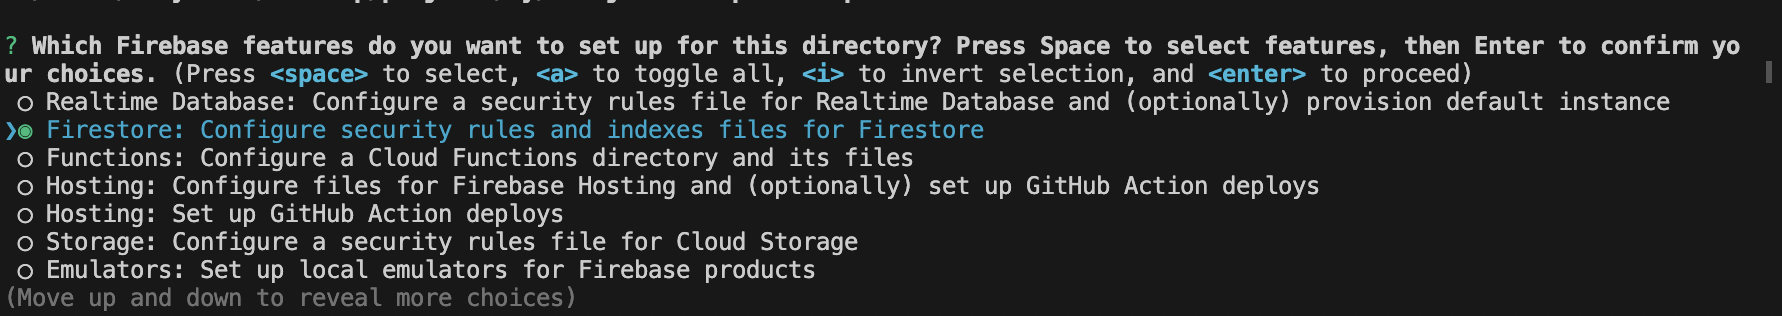 ? Which Firebase features do you want to set up for this directory? Press Space to select features, then Enter to confirm yo
ur choices. (Press <space> to select, <a> to toggle all, <i> to invert selection, and <enter> to proceed)
◯ Realtime Database: Configure a security rules file for Realtime Database and (optionally) provision default instance
❯◉ Firestore: Configure security rules and indexes files for Firestore
◯ Functions: Configure a Cloud Functions directory and its files
◯ Hosting: Configure files for Firebase Hosting and (optionally) set up GitHub Action deploys
◯ Hosting: Set up GitHub Action deploys
◯ Storage: Configure a security rules file for Cloud Storage
◯ Emulators: Set up local emulators for Firebase products
(Move up and down to reveal more choices)